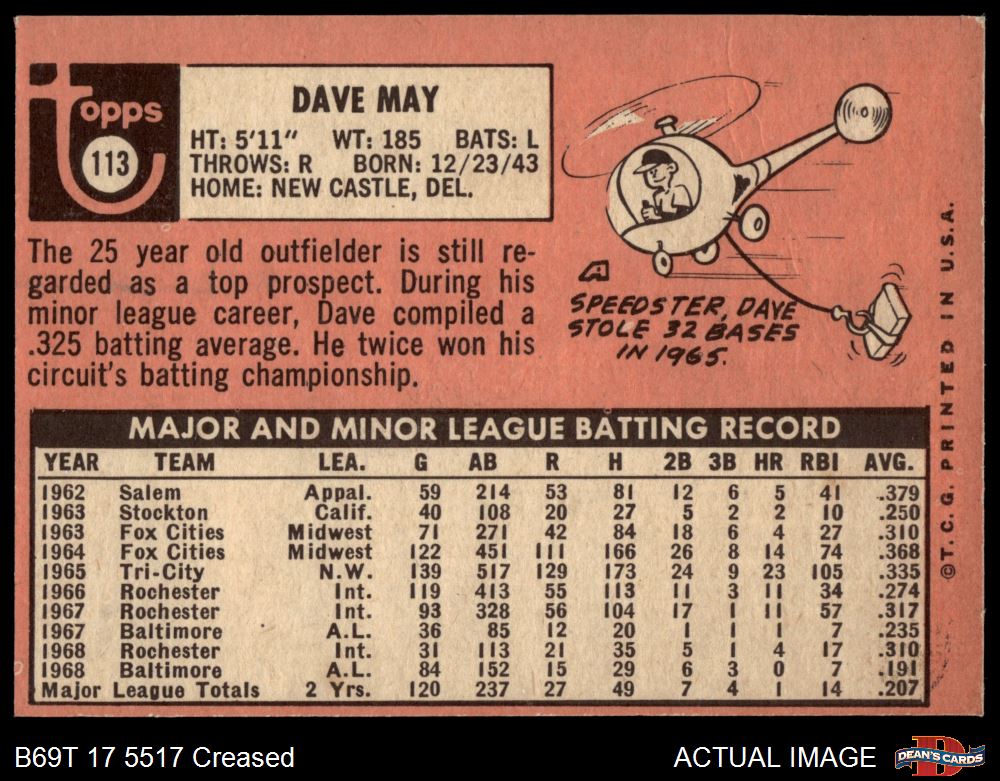 Topps
113
DAVE MAY
HT: 5'11" WT: 185 BATS: L
THROWS: R BORN: 12/23/43
HOME: NEW CASTLE, DEL.
The 25 year old outfielder is still re-
garded as a top prospect. During his
minor league career, Dave compiled a
.325 batting average. He twice won his
circuit's batting championship.
A
SPEEDSTER, DAVE
STOLE 32 BASES
IN 1965.
©T. C. G. PRINTED IN U.S.A.
MAJOR AND MINOR LEAGUE BATTING RECORD
YEAR TEAM LEA. G AB R H 2B 3B HR RBI AVG.
1962 Salem Appal. 59 214 53 81 12 6 5 41 .379
1963 Stockton Calif. 40 108 20 27 5 2 2 10 .250
1963 Fox Cities Midwest 71 271 42 84 18 6 4 27 .310
1964 Fox Cities Midwest 122 451 111 166 26 8 14 74 .368
1965 Tri-City N.W. 139 517 129 173 24 9 23 105 .335
1966 Rochester Int. 119 413 55 113 11 3 11 34 .274
1967 Rochester Int. 93 328 56 104 17 1 11 57 .317
1967 Baltimore A.L. 36 85 12 20 1 1 1 7 .235
1968 Rochester Int. 31 113 21 35 5 1 4 17 .310
1968 Baltimore A.L. 84 152 15 29 6 3 0 7 .191
Major League Totals 2 Yrs. 120 237 27 49 7 4 1 14 .207
B69T 17 5517 Creased
ACTUAL IMAGE
D
DEAN'S CARDS